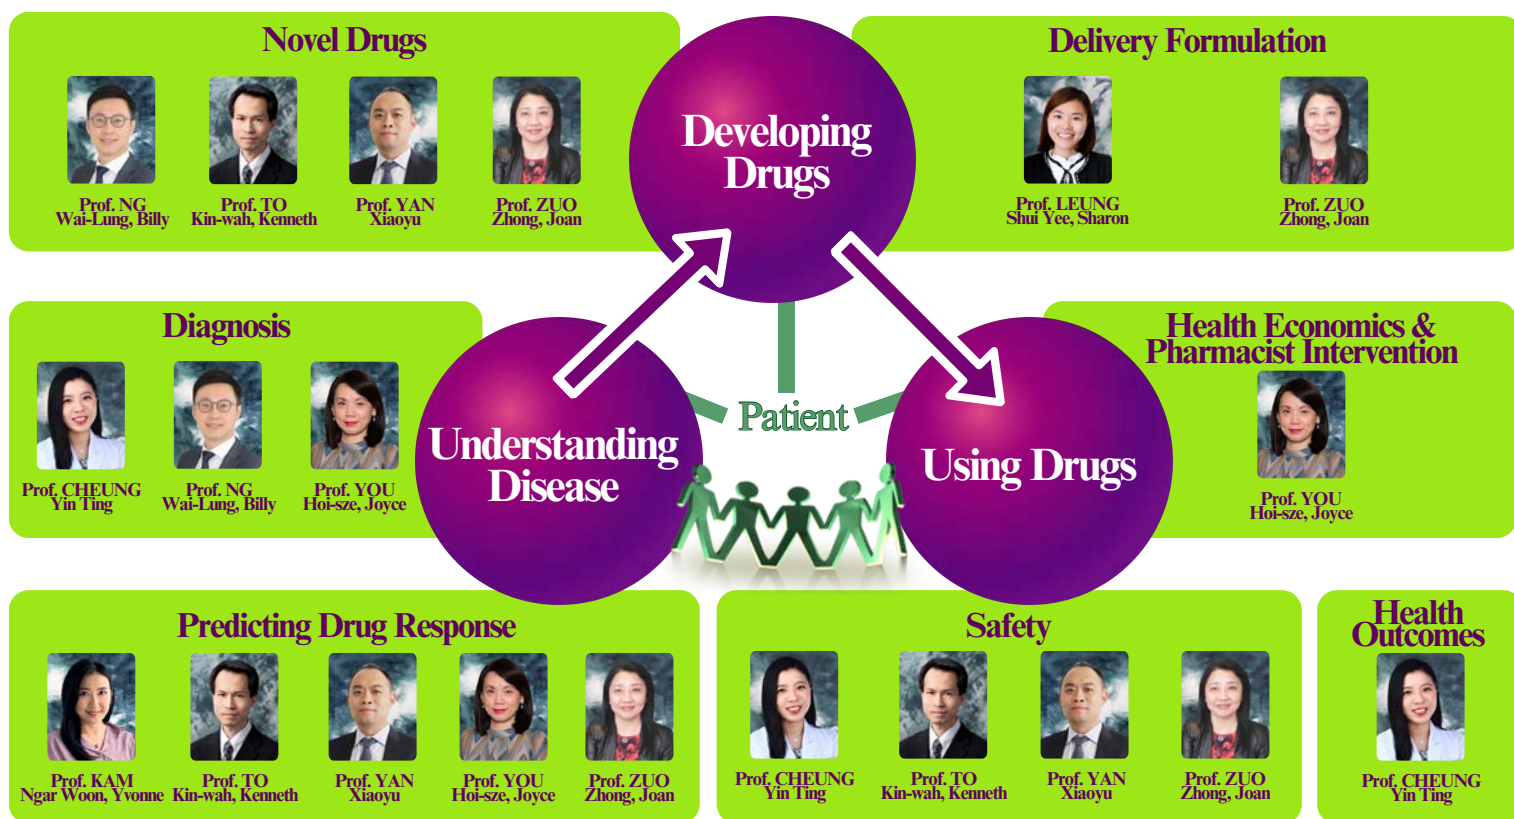 Novel Drugs
Prof. NG
Wai-Lung, Billy
Prof. TO
Kin-wah, Kenneth
Prof. YAN
Xiaoyu
Prof. ZUO
Zhong, Joan
Developing
Drugs
Delivery Formulation
Prof. LEUNG
Shui Yee, Sharon
Prof. ZUO
Zhong, Joan
Diagnosis
Prof. CHEUNG
Yin Ting
Prof. NG
Wai-Lung, Billy
Prof. YOU
Hoi-sze, Joyce
Understanding
Disease
Patient
Using Drugs
Health Economics &
Pharmacist Intervention
Prof. YOU
Hoi-sze, Joyce
Predicting Drug Response
Prof. KAM
Ngar Woon, Yvonne
Prof. TO
Kin-wah, Kenneth
Prof. YAN
Xiaoyu
Prof. YOU
Hoi-sze, Joyce
Prof. ZUO
Zhong, Joan
Safety
Prof. CHEUNG
Yin Ting
Prof. TO
Kin-wah, Kenneth
Prof. YAN
Xiaoyu
Prof. ZUO
Zhong, Joan
Health
Outcomes
Prof. CHEUNG
Yin Ting